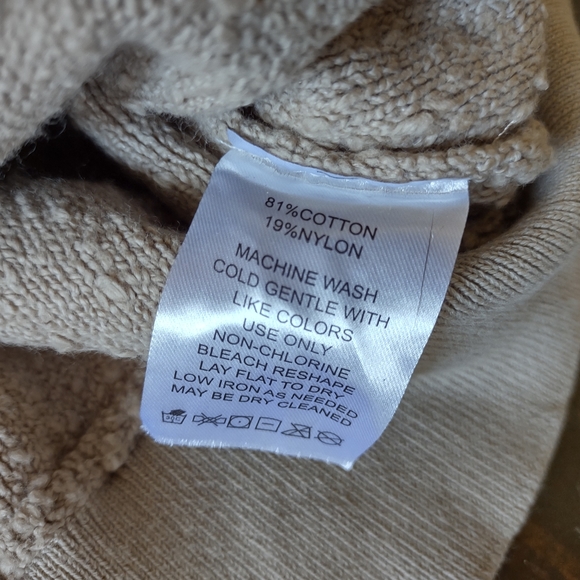 81%COTTON
19%NYLON
MACHINE WASH
COLD GENTLE WITH
LIKE COLORS
USE ONLY
NON-CHLORINE
BLEACH RESHAPE
LAY FLAT TO DRY
LOW IRON AS NEEDED
MAY BE DRY CLEANED